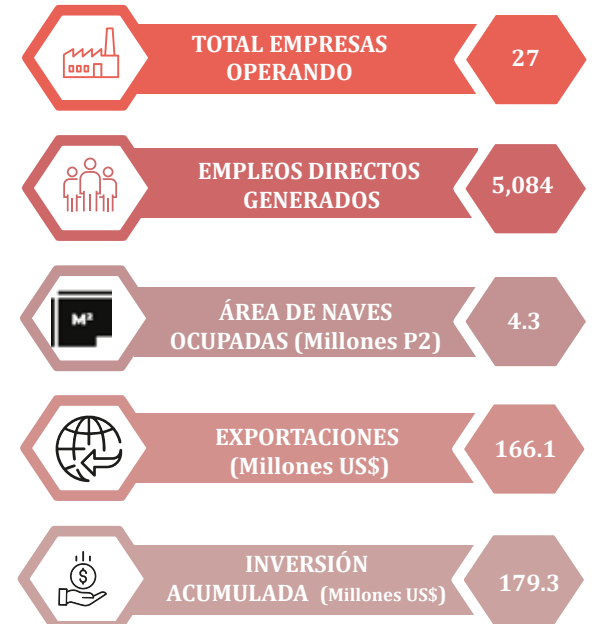 TOTAL EMPRESAS
OPERANDO
27
EMPLEOS DIRECTOS
GENERADOS
5,084
M²
ÁREA DE NAVES
OCUPADAS (Millones P2)
4.3
EXPORTACIONES
(Millones US$)
166.1
$
INVERSIÓN
ACUMULADA (Millones US$)
179.3